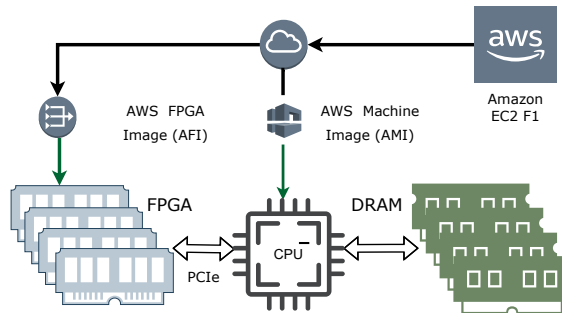 aws
Amazon
EC2 F1
AWS FPGA
Image (AFI)
AWS Machine
Image (AMI)
FPGA
DRAM
CPU
PCIe